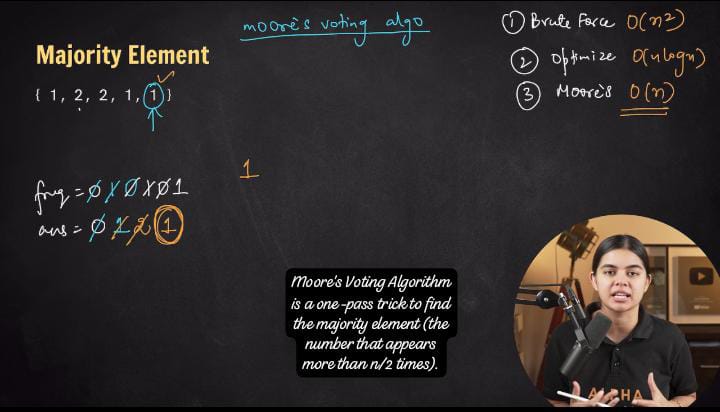 moore's voting algo
Majority Element
{ 1, 2, 2, 1, 1 }
① Brute Force O(n²)
② Optimize O(nlogn)
③ Moore's O(n)
1
freq = 0 1 0 1 0 1
ans = 0 1 2 1
Moore's Voting Algorithm
is a one-pass trick to find
the majority element (the
number that appears
more than n/2 times).